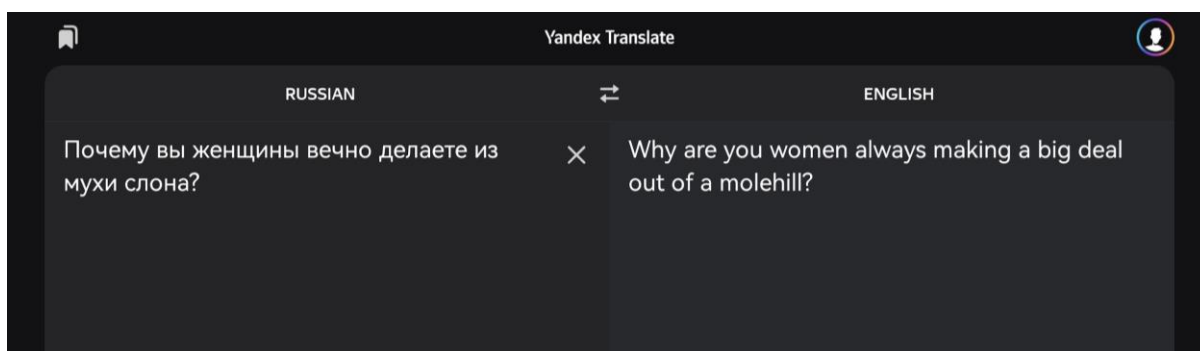 Yandex Translate
RUSSIAN
ENGLISH
Почему вы женщины вечно делаете из
мухи слона?
Why are you women always making a big deal
out of a molehill?